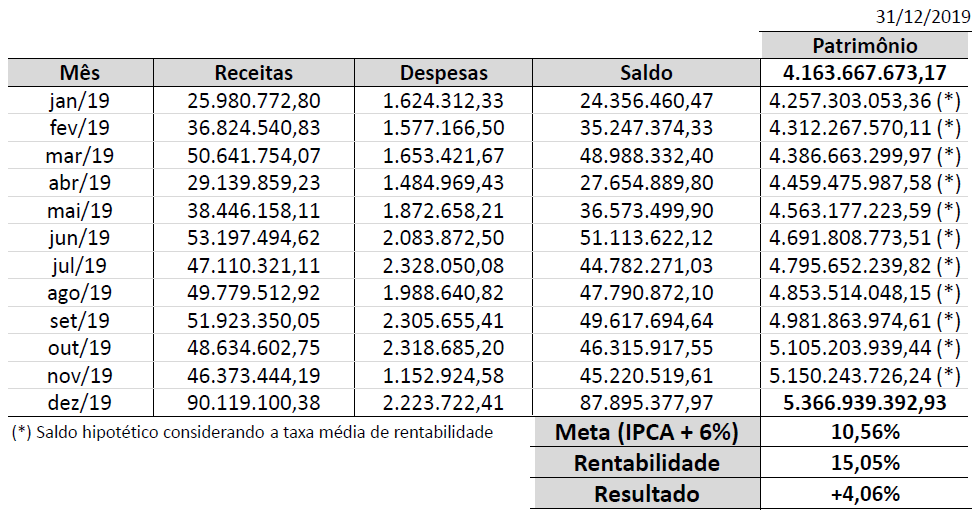 31/12/2019
Patrimônio
Mês Receitas Despesas Saldo 4.163.667.673,17
jan/19 25.980.772,80 1.624.312,33 24.356.460,47 4.257.303.053,36 (*)
fev/19 36.824.540,83 1.577.166,50 35.247.374,33 4.312.267.570,11 (*)
mar/19 50.641.754,07 1.653.421,67 48.988.332,40 4.386.663.299,97 (*)
abr/19 29.139.859,23 1.484.969,43 27.654.889,80 4.459.475.987,58 (*)
mai/19 38.446.158,11 1.872.658,21 36.573.499,90 4.563.177.223,59 (*)
jun/19 53.197.494,62 2.083.872,50 51.113.622,12 4.691.808.773,51 (*)
jul/19 47.110.321,11 2.328.050,08 44.782.271,03 4.795.652.239,82 (*)
ago/19 49.779.512,92 1.988.640,82 47.790.872,10 4.853.514.048,15 (*)
set/19 51.923.350,05 2.305.655,41 49.617.694,64 4.981.863.974,61 (*)
out/19 48.634.602,75 2.318.685,20 46.315.917,55 5.105.203.939,44 (*)
nov/19 46.373.444,19 1.152.924,58 45.220.519,61 5.150.243.726,24 (*)
dez/19 90.119.100,38 2.223.722,41 87.895.377,97 5.366.939.392,93
(*) Saldo hipotético considerando a taxa média de rentabilidade Meta (IPCA + 6%) 10,56%
Rentabilidade 15,05%
Resultado +4,06%